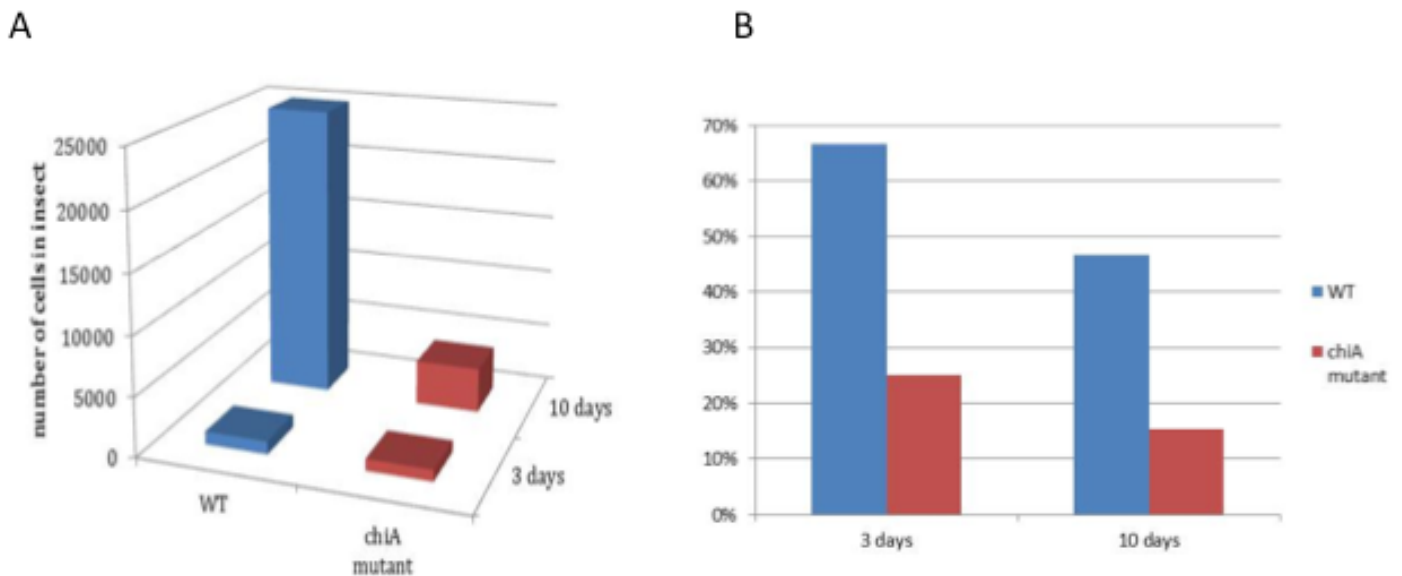 A
number of cells in insect
25000
20000
15000
10000
5000
0
WT
chiA
mutant
3 days
10 days
B
70%
60%
50%
40%
30%
20%
10%
0%
3 days
10 days
WT
chiA
mutant